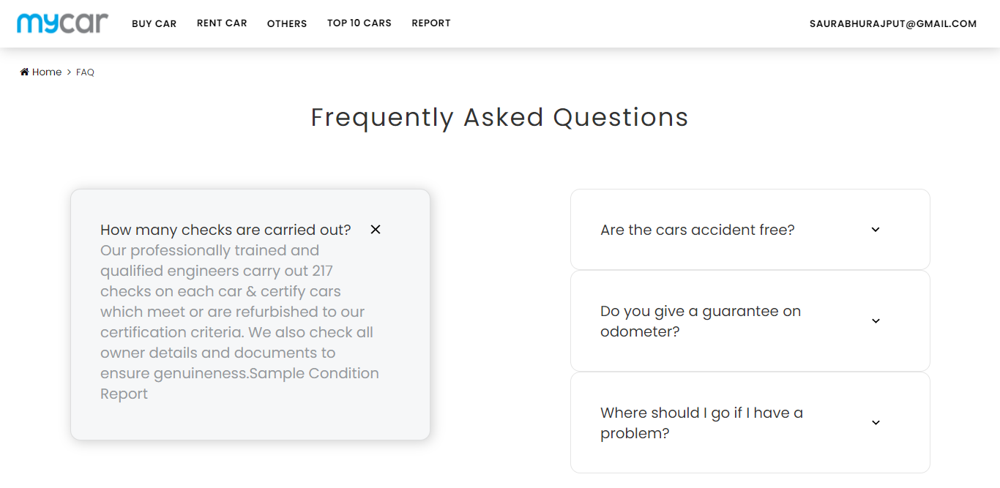 mycar
BUY CAR
RENT CAR
OTHERS
TOP 10 CARS
REPORT
SAURABHURAJPUT@GMAIL.COM
Home > FAQ
Frequently Asked Questions
How many checks are carried out?
Our professionally trained and
qualified engineers carry out 217
checks on each car & certify cars
which meet or are refurbished to our
certification criteria. We also check all
owner details and documents to
ensure genuineness.Sample Condition
Report
Are the cars accident free?
Do you give a guarantee on
odometer?
Where should I go if I have a
problem?